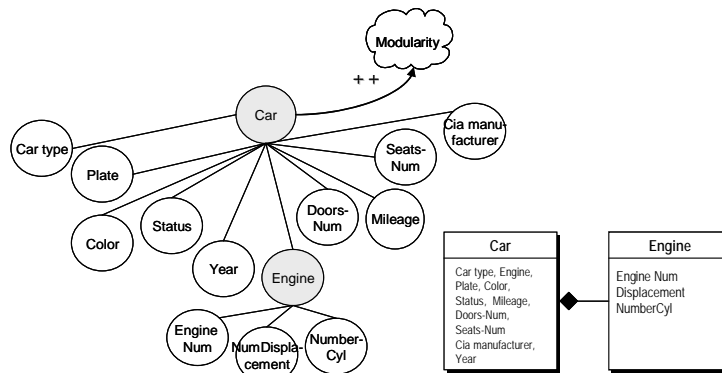 Modularity
++
Car
Cia manu-
facturer
Car type
Seats-
Num
Plate
Doors-
Num
Mileage
Status
Color
Year
Engine
Engine
Num
NumDispla-
cement
Number-
Cyl
Car
Car type, Engine,
Plate, Color,
Status, Mileage,
Doors-Num,
Seats-Num
Cia manufacturer,
Year
Engine
Engine Num
Displacement
NumberCyl